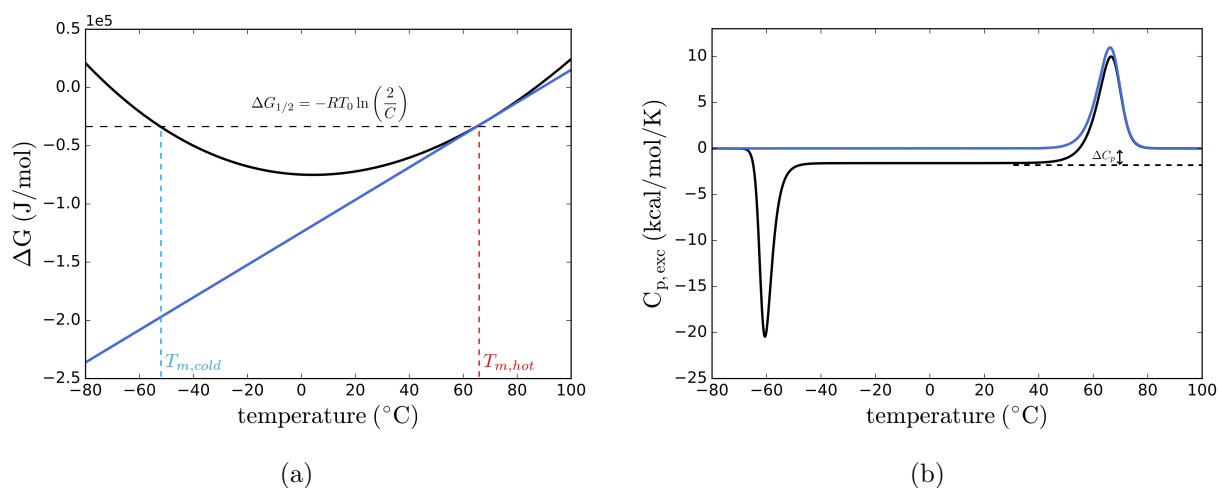 1e5
0.5
0.0
−0.5
−1.0
−1.5
−2.0
−2.5
ΔG (J/mol)
ΔG_{1/2} = −RT_0 ln(2/C)
T_{m,cold}
T_{m,hot}
−80 −60 −40 −20 0 20 40 60 80 100
temperature (°C)
(a)
10
5
0
−5
−10
−15
−20
−25
C_{p,exc} (kcal/mol/K)
ΔC_p
−80 −60 −40 −20 0 20 40 60 80 100
temperature (°C)
(b)